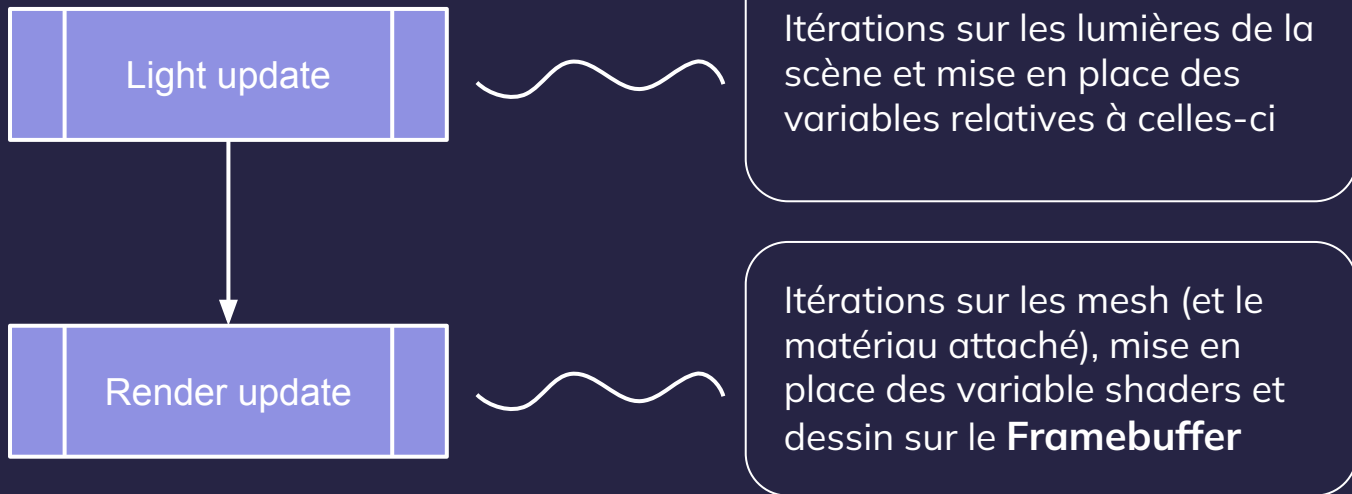 Light update
Itérations sur les lumières de la
scène et mise en place des
variables relatives à celles-ci
Render update
Itérations sur les mesh (et le
matériau attaché), mise en
place des variable shaders et
dessin sur le Framebuffer